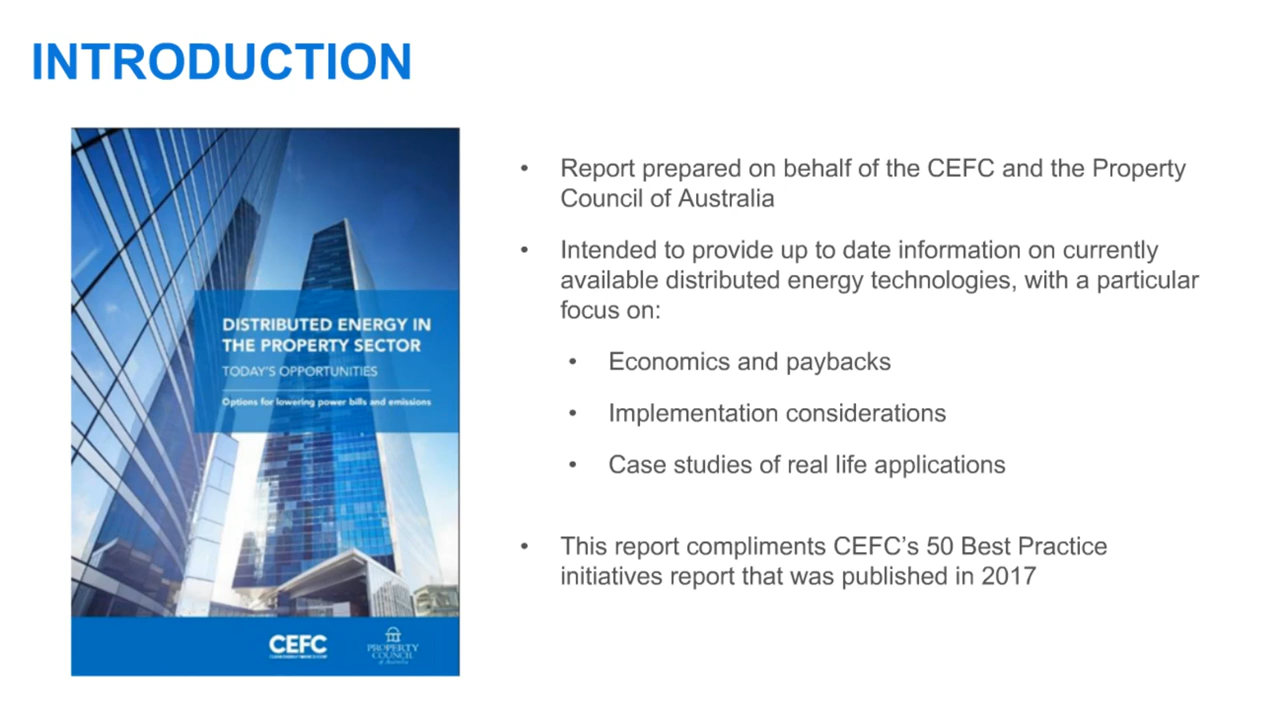 INTRODUCTION
DISTRIBUTED ENERGY IN
THE PROPERTY SECTOR
TODAY'S OPPORTUNITIES
Options for lowering power bills and emissions
CEFC
PROPERTY
COUNCIL
of Australia
• Report prepared on behalf of the CEFC and the Property
Council of Australia
• Intended to provide up to date information on currently
available distributed energy technologies, with a particular
focus on:
• Economics and paybacks
• Implementation considerations
• Case studies of real life applications
• This report compliments CEFC’s 50 Best Practice
initiatives report that was published in 2017